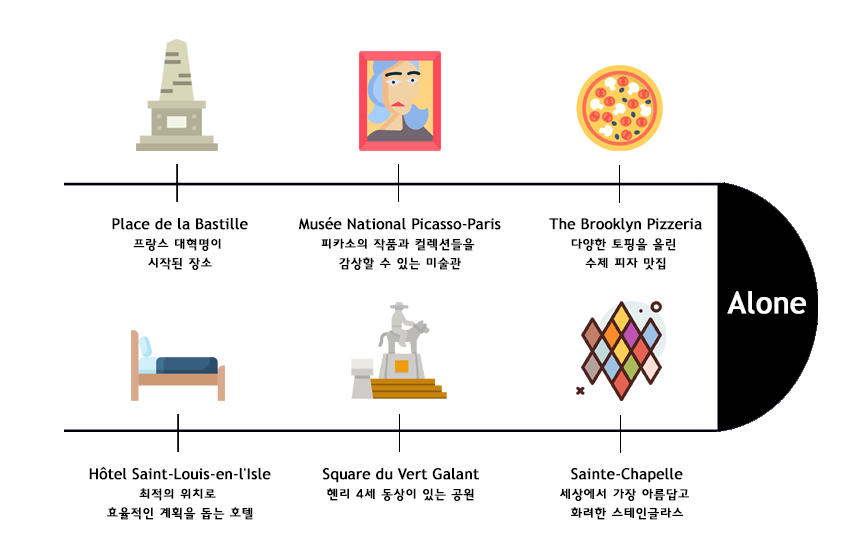 Place de la Bastille
프랑스 대혁명이
시작된 장소
Musée National Picasso-Paris
피카소의 작품과 컬렉션들을
감상할 수 있는 미술관
The Brooklyn Pizzeria
다양한 토핑을 올린
수제 피자 맛집
Alone
Hôtel Saint-Louis-en-l'Isle
최적의 위치로
효율적인 계획을 돕는 호텔
Square du Vert Galant
헨리 4세 동상이 있는 공원
Sainte-Chapelle
세상에서 가장 아름답고
화려한 스테인글라스